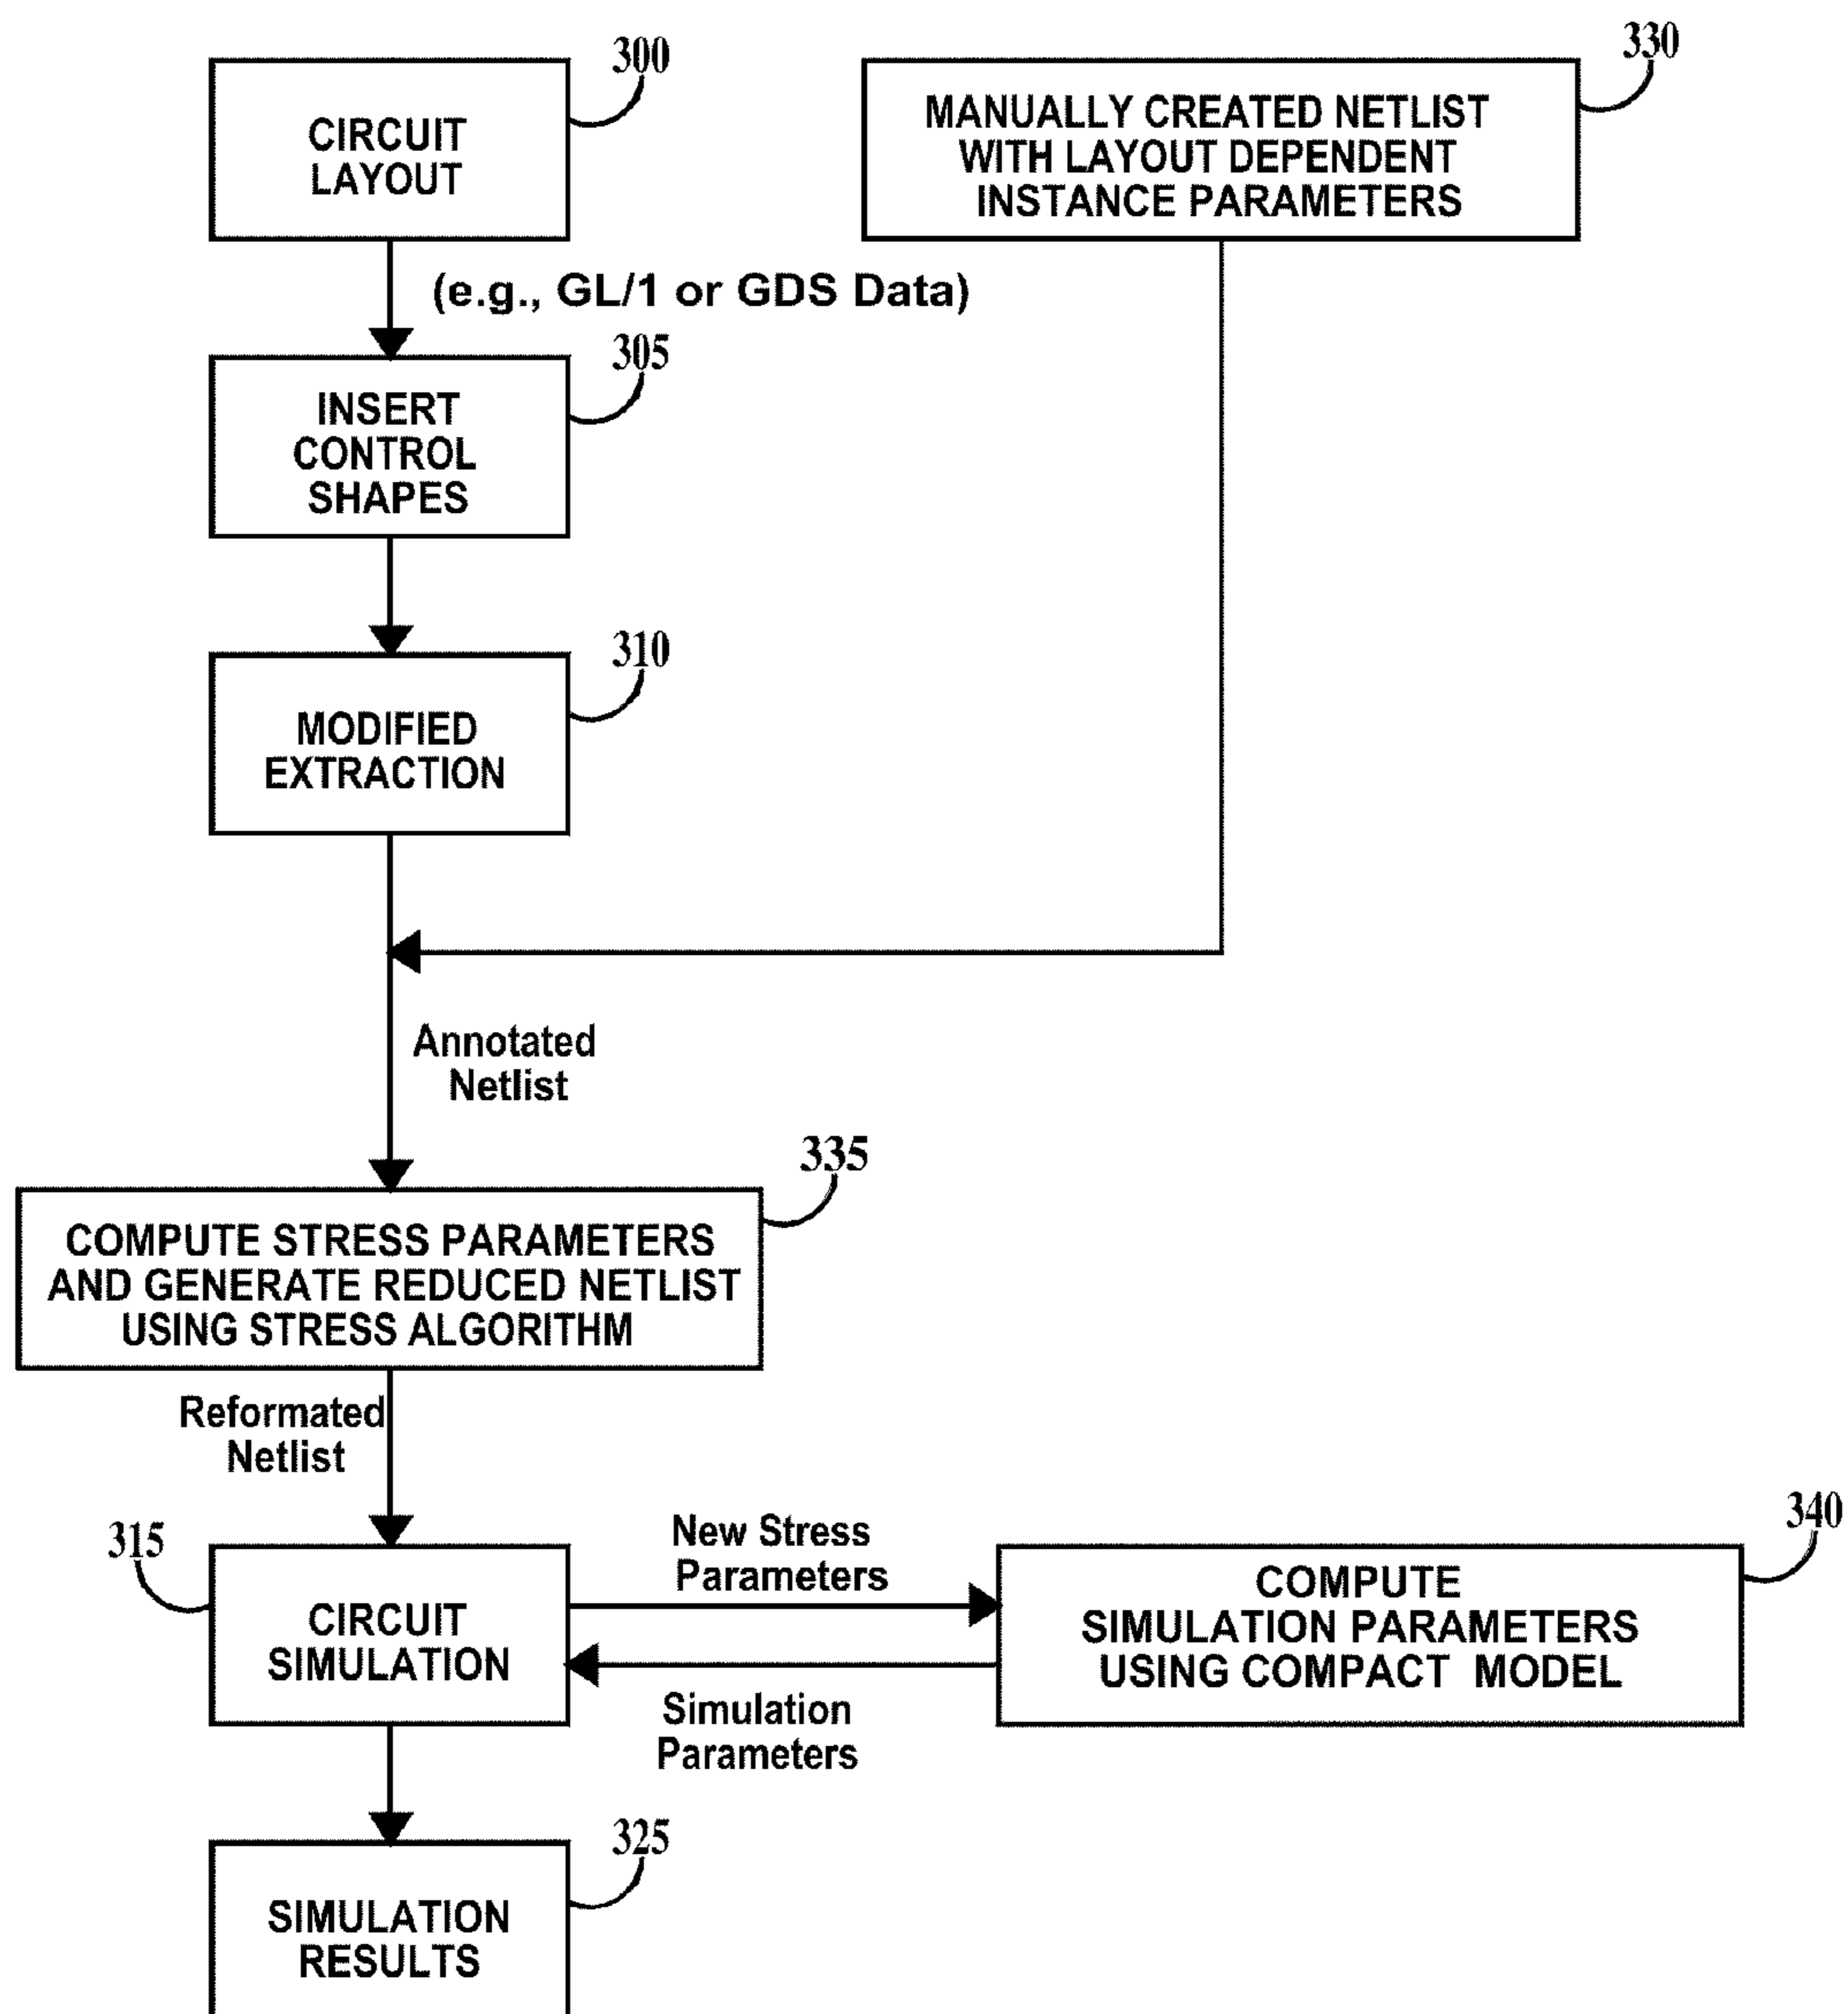 300
CIRCUIT
LAYOUT
330
MANUALLY CREATED NETLIST
WITH LAYOUT DEPENDENT
INSTANCE PARAMETERS
(e.g., GL/1 or GDS Data)
305
INSERT
CONTROL
SHAPES
310
MODIFIED
EXTRACTION
Annotated
Netlist
335
COMPUTE STRESS PARAMETERS
AND GENERATE REDUCED NETLIST
USING STRESS ALGORITHM
Reformated
Netlist
315
CIRCUIT
SIMULATION
New Stress
Parameters
340
COMPUTE
SIMULATION PARAMETERS
USING COMPACT MODEL
Simulation
Parameters
325
SIMULATION
RESULTS